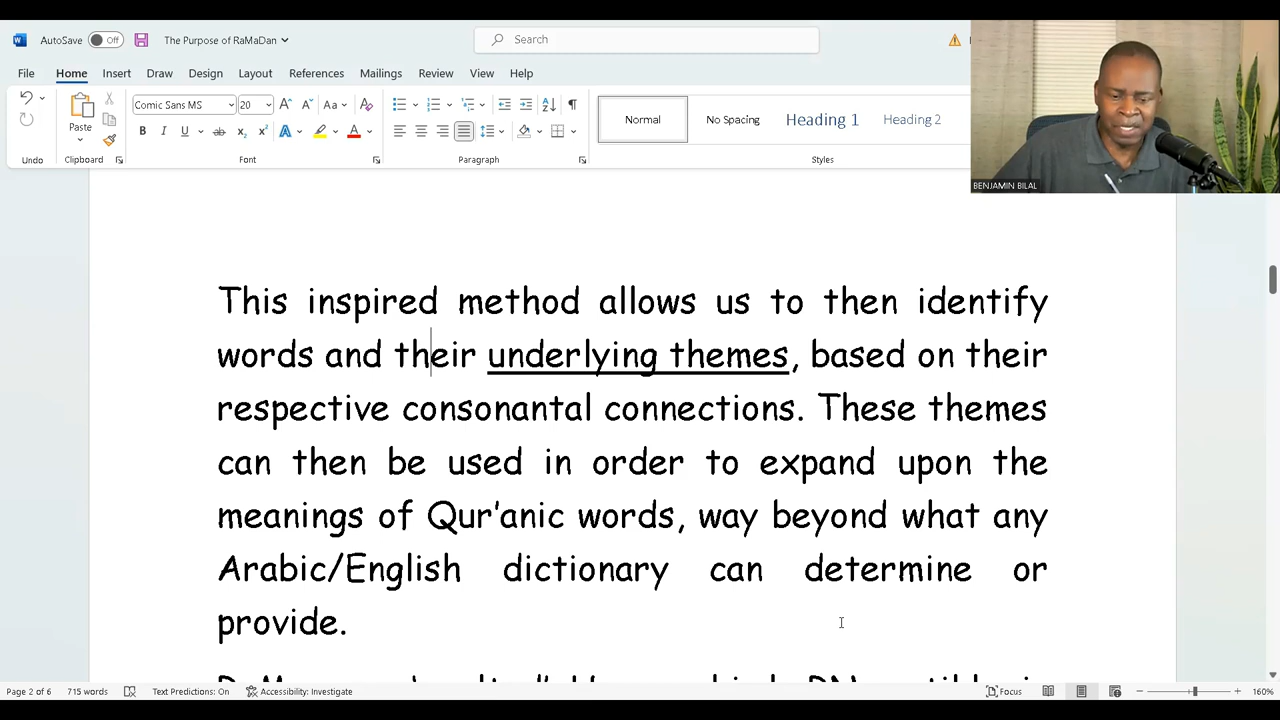 AutoSave Off The Purpose of RaMaDan Search
File Home Insert Draw Design Layout References Mailings Review View Help
Comic Sans MS 20 Aa Normal No Spacing Heading 1 Heading 2
Paste B I U ab x₂ x² A A
Undo Clipboard Font Paragraph Styles
BENJAMIN BILAL
This inspired method allows us to then identify
words and their underlying themes, based on their
respective consonantal connections. These themes
can then be used in order to expand upon the
meanings of Qur'anic words, way beyond what any
Arabic/English dictionary can determine or
provide.
Page 2 of 6 715 words Text Predictions: On Accessibility: Investigate Focus 160%